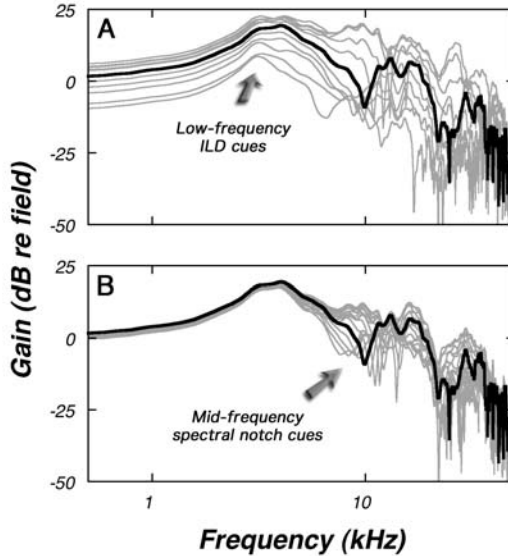 A
25
0
-25
-50
Low-frequency
ILD cues
B
25
0
-25
-50
Mid-frequency
spectral notch cues
1
10
Gain (dB re field)
Frequency (kHz)